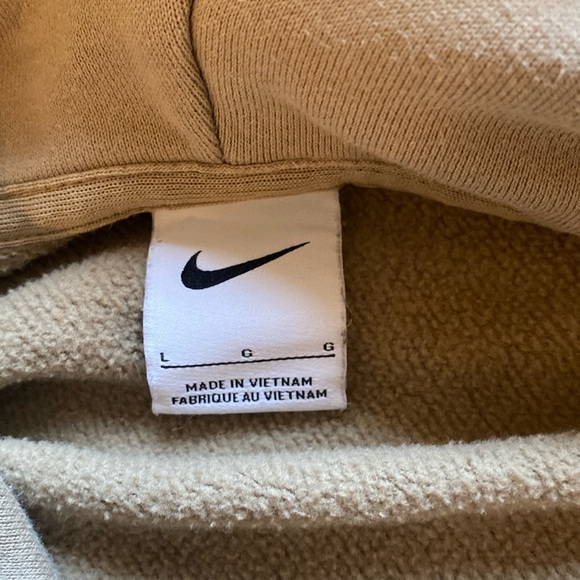 L G G
MADE IN VIETNAM
FABRIQUE AU VIETNAM